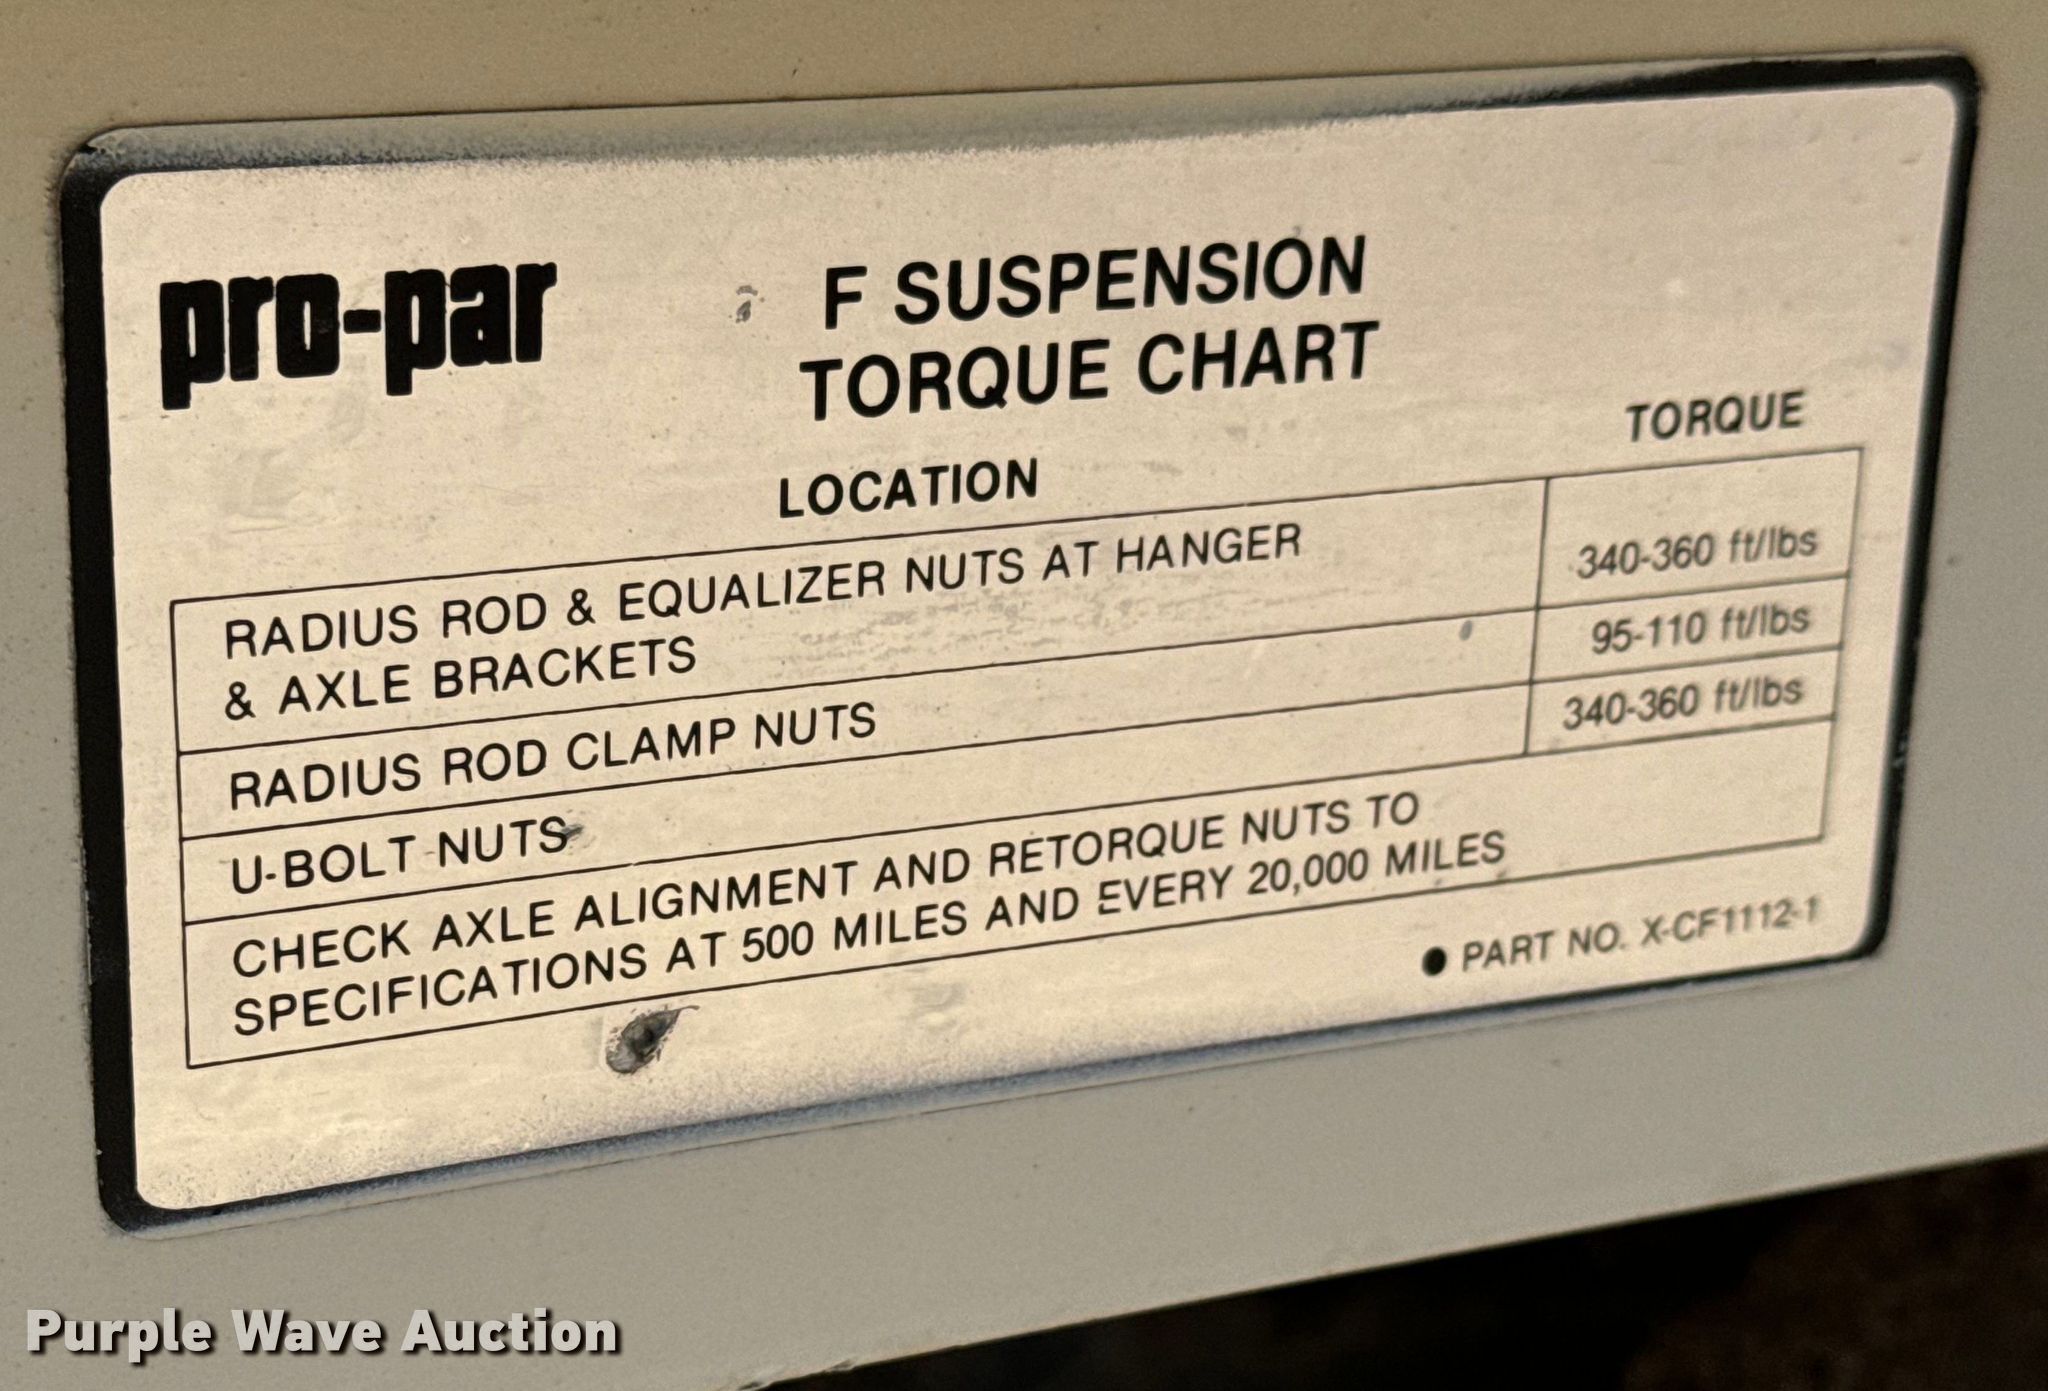 pro-par
F SUSPENSION
TORQUE CHART
LOCATION
TORQUE
RADIUS ROD & EQUALIZER NUTS AT HANGER
& AXLE BRACKETS
340-360 ft/lbs
RADIUS ROD CLAMP NUTS
95-110 ft/lbs
U-BOLT NUTS
340-360 ft/lbs
CHECK AXLE ALIGNMENT AND RETORQUE NUTS TO
SPECIFICATIONS AT 500 MILES AND EVERY 20,000 MILES
● PART NO. X-CF1112-1
Purple Wave Auction